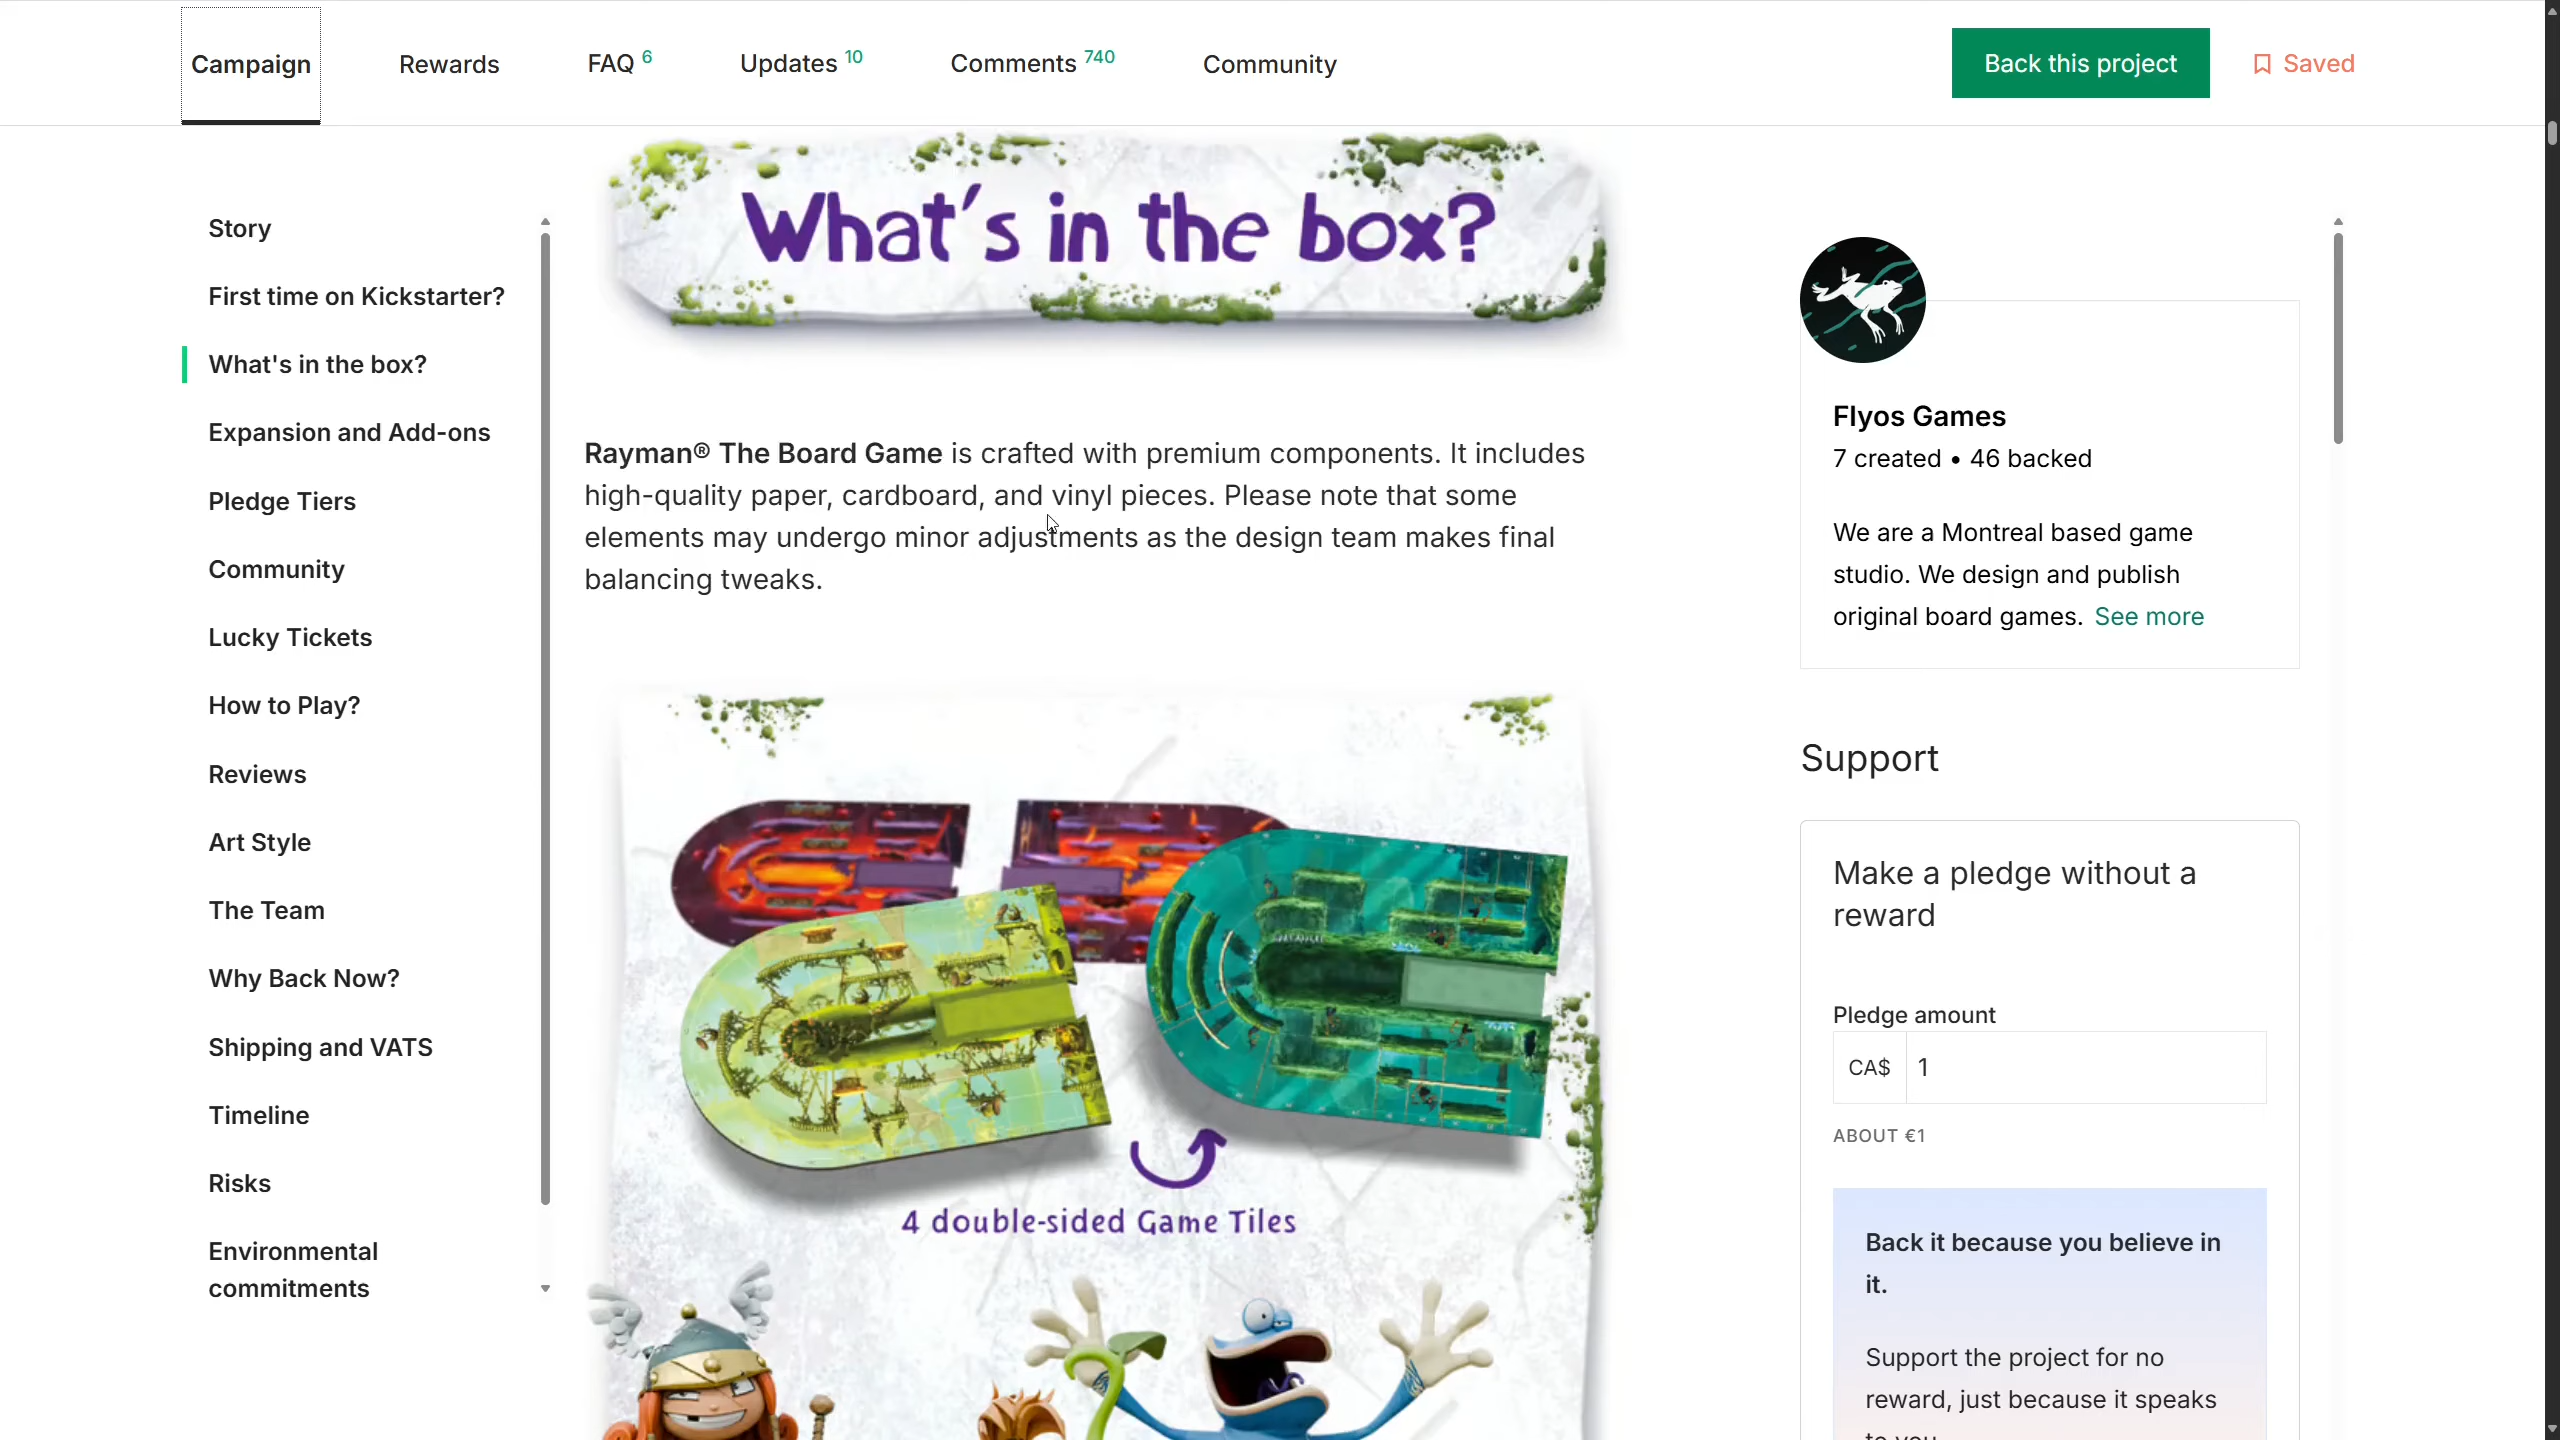 Campaign
Rewards
FAQ 6
Updates 10
Comments 740
Community
Back this project
Saved
Story
First time on Kickstarter?
What's in the box?
Expansion and Add-ons
Pledge Tiers
Community
Lucky Tickets
How to Play?
Reviews
Art Style
The Team
Why Back Now?
Shipping and VATS
Timeline
Risks
Environmental
commitments
What's in the box?
Rayman® The Board Game is crafted with premium components. It includes
high-quality paper, cardboard, and vinyl pieces. Please note that some
elements may undergo minor adjustments as the design team makes final
balancing tweaks.
4 double-sided Game Tiles
Flyos Games
7 created • 46 backed
We are a Montreal based game
studio. We design and publish
original board games. See more
Support
Make a pledge without a
reward
Pledge amount
CA$ 1
ABOUT €1
Back it because you believe in
it.
Support the project for no
reward, just because it speaks
to you